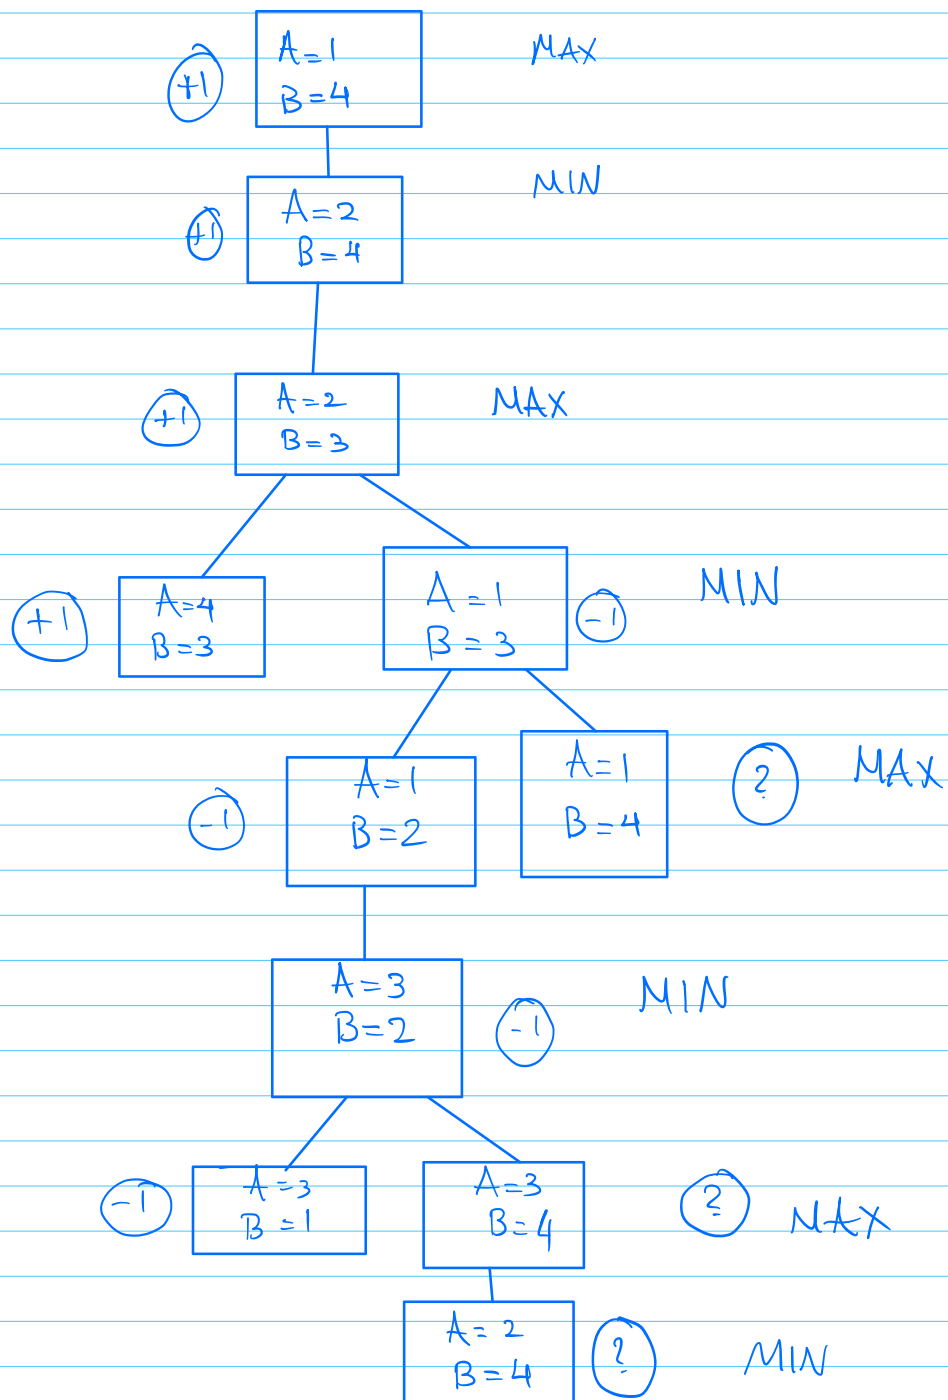 +1
A=1
B=4
MAX
+1
A=2
B=4
MIN
+1
A=2
B=3
MAX
+1
A=4
B=3
A=1
B=3
-1
MIN
-1
A=1
B=2
A=1
B=4
?
MAX
A=3
B=2
-1
MIN
-1
A=3
B=1
A=3
B=4
?
MAX
A=2
B=4
?
MIN